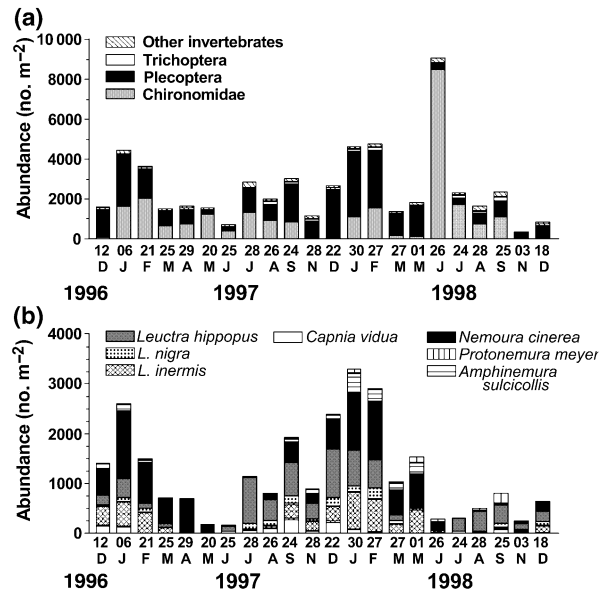 (a)
Abundance (no. m−2)
10 000
8000
6000
4000
2000
0
Other invertebrates
Trichoptera
Plecoptera
Chironomidae
12 06 21 25 29 20 25 28 26 24 28 22 30 27 27 01 26 24 28 25 03 18
D J F M A M J J A S N D J F M M J J A S N D
1996 1997 1998
(b)
Abundance (no. m−2)
4000
3000
2000
1000
0
Leuctra hippopus Capnia vidua Nemoura cinerea
L. nigra Protonemura meyer
L. inermis Amphinemura
sulcicollis
12 06 21 25 29 20 25 28 26 24 28 22 30 27 27 01 26 24 28 25 03 18
D J F M A M J J A S N D J F M M J J A S N D
1996 1997 1998